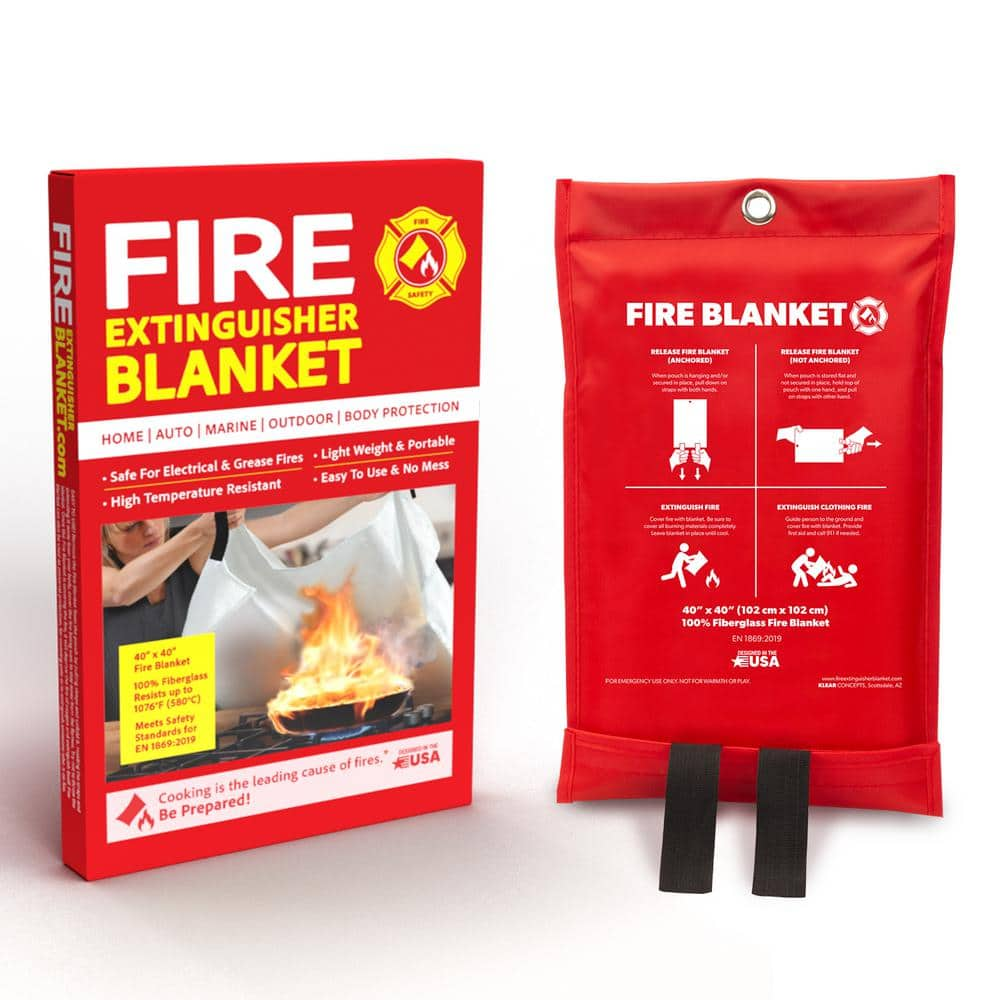 FIRE
EXTINGUISHER
BLANKET
FIRE
SAFETY
HOME | AUTO | MARINE | OUTDOOR | BODY PROTECTION
• Safe For Electrical & Grease Fires
• High Temperature Resistant
• Light Weight & Portable
• Easy To Use & No Mess
40" x 40"
Fire Blanket
100% Fiberglass
Resists up to
1076°F (580°C)
Meets Safety
Standards for
EN 1869:2019
Cooking is the leading cause of fires.*
Be Prepared!
DESIGNED IN THE
USA
FIRE EXTINGUISHER
BLANKET.com
FIRE BLANKET
RELEASE FIRE BLANKET
(ANCHORED)
When pouch is hanging and/or
secured in place, pull down on
straps with both hands.
RELEASE FIRE BLANKET
(NOT ANCHORED)
When pouch is stored flat and
not secured in place, hold top of
pouch with one hand, and pull
on straps with other hand.
EXTINGUISH FIRE
Cover fire with blanket. Be sure to
cover all burning materials completely
Leave blanket in place until cool.
EXTINGUISH CLOTHING FIRE
Guide person to the ground and
cover fire with blanket. Provide
first aid and call 911 if needed.
40” x 40” (102 cm x 102 cm)
100% Fiberglass Fire Blanket
EN 1869:2019
DESIGNED IN THE
USA
FOR EMERGENCY USE ONLY. NOT FOR WARMTH OR PLAY.
www.fireextinguisherblanket.com
KLEAR CONCEPTS, Scottsdale, AZ